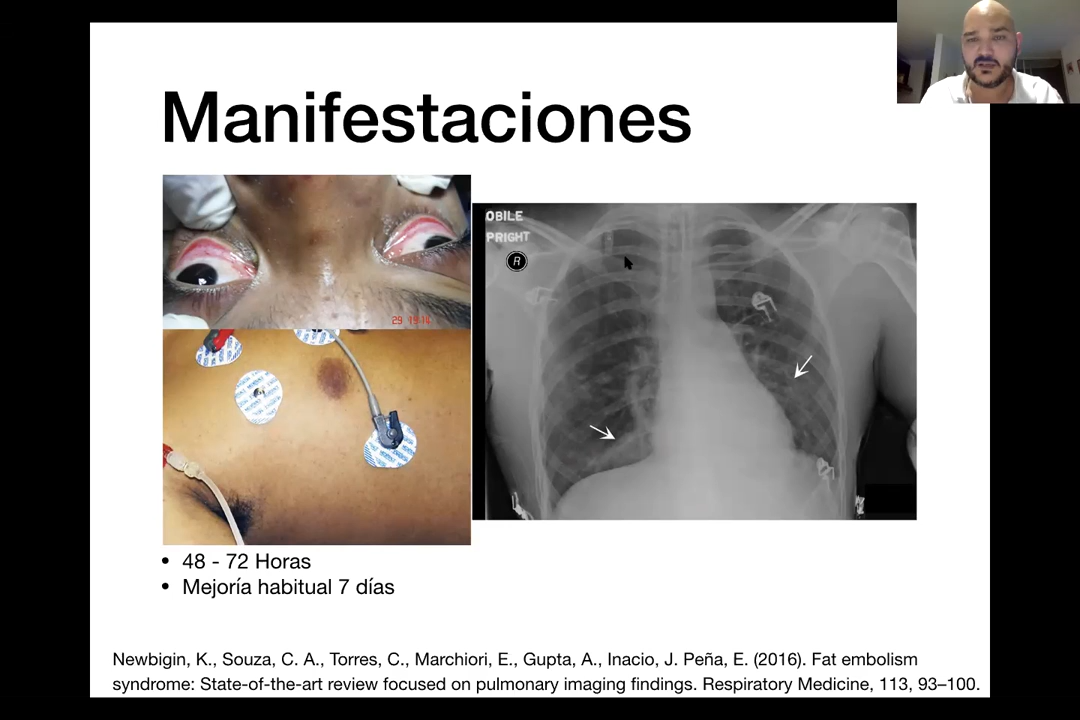 Manifestaciones
29 19:14
OBILE
PRIGHT
R
• 48 - 72 Horas
• Mejoría habitual 7 días
Newbigin, K., Souza, C. A., Torres, C., Marchiori, E., Gupta, A., Inacio, J. Peña, E. (2016). Fat embolism
syndrome: State-of-the-art review focused on pulmonary imaging findings. Respiratory Medicine, 113, 93–100.